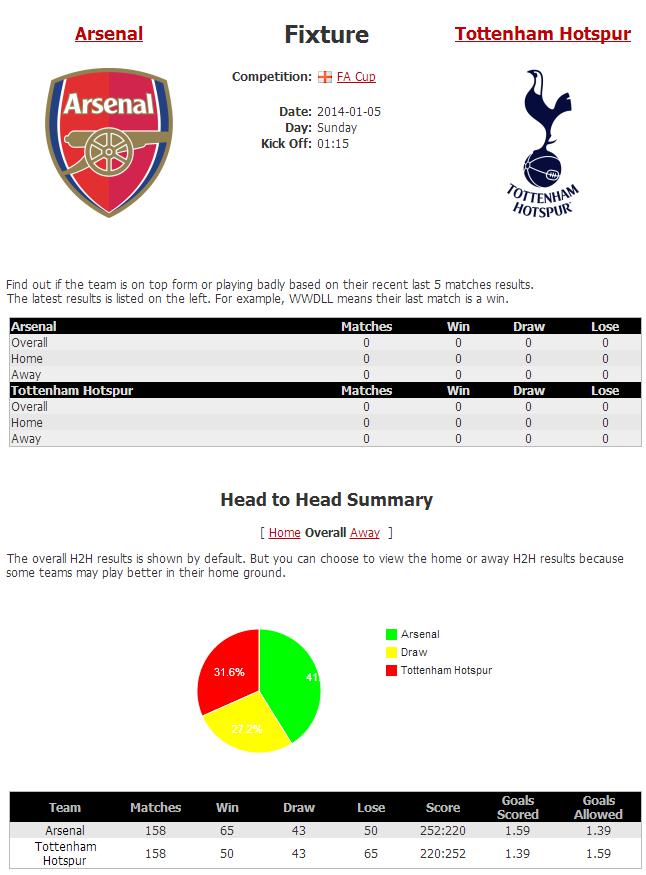 Arsenal Fixture Tottenham Hotspur
Competition: FA Cup
Arsenal
Date: 2014-01-05
Day: Sunday
Kick Off: 01:15
TOTTENHAM
HOTSPUR
Find out if the team is on top form or playing badly based on their recent last 5 matches results.
The latest results is listed on the left. For example, WWDLL means their last match is a win.
Arsenal Matches Win Draw Lose
Overall 0 0 0 0
Home 0 0 0 0
Away 0 0 0 0
Tottenham Hotspur Matches Win Draw Lose
Overall 0 0 0 0
Home 0 0 0 0
Away 0 0 0 0
Head to Head Summary
[ Home Overall Away ]
The overall H2H results is shown by default. But you can choose to view the home or away H2H results because
some teams may play better in their home ground.
Arsenal
Draw
Tottenham Hotspur
31.6%
41
27.2%
Team Matches Win Draw Lose Score Goals Scored Goals Allowed
Arsenal 158 65 43 50 252:220 1.59 1.39
Tottenham Hotspur 158 50 43 65 220:252 1.39 1.59